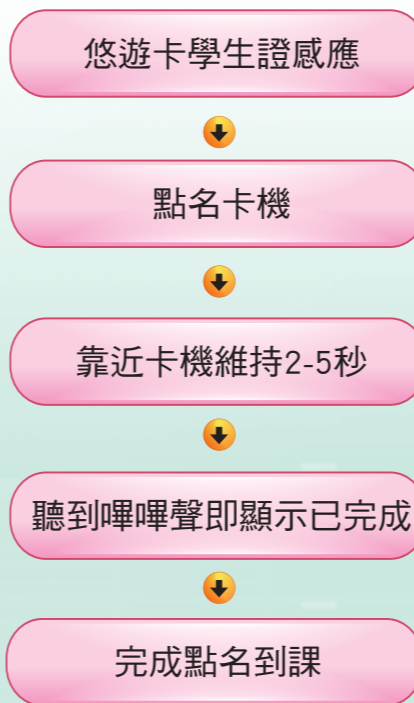 悠遊卡學生證感應
點名卡機
靠近卡機維持2-5秒
聽到嗶嗶聲即顯示已完成
完成點名到課